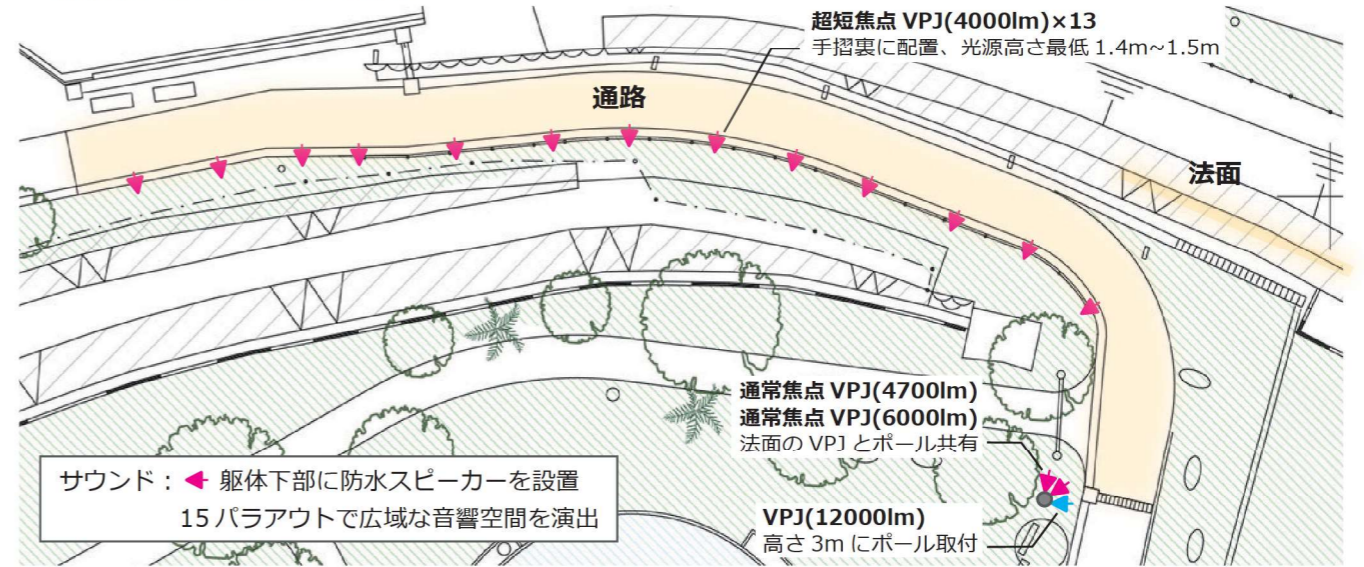 超短焦点 VPJ(4000lm)×13
手摺裏に配置、光源高さ最低 1.4m~1.5m
通路
法面
通常焦点 VPJ(4700lm)
通常焦点 VPJ(6000lm)
法面の VPJ とポール共有
サウンド：躯体下部に防水スピーカーを設置
15 パラアウトで広域な音響空間を演出
VPJ(12000lm)
高さ 3m にポール取付